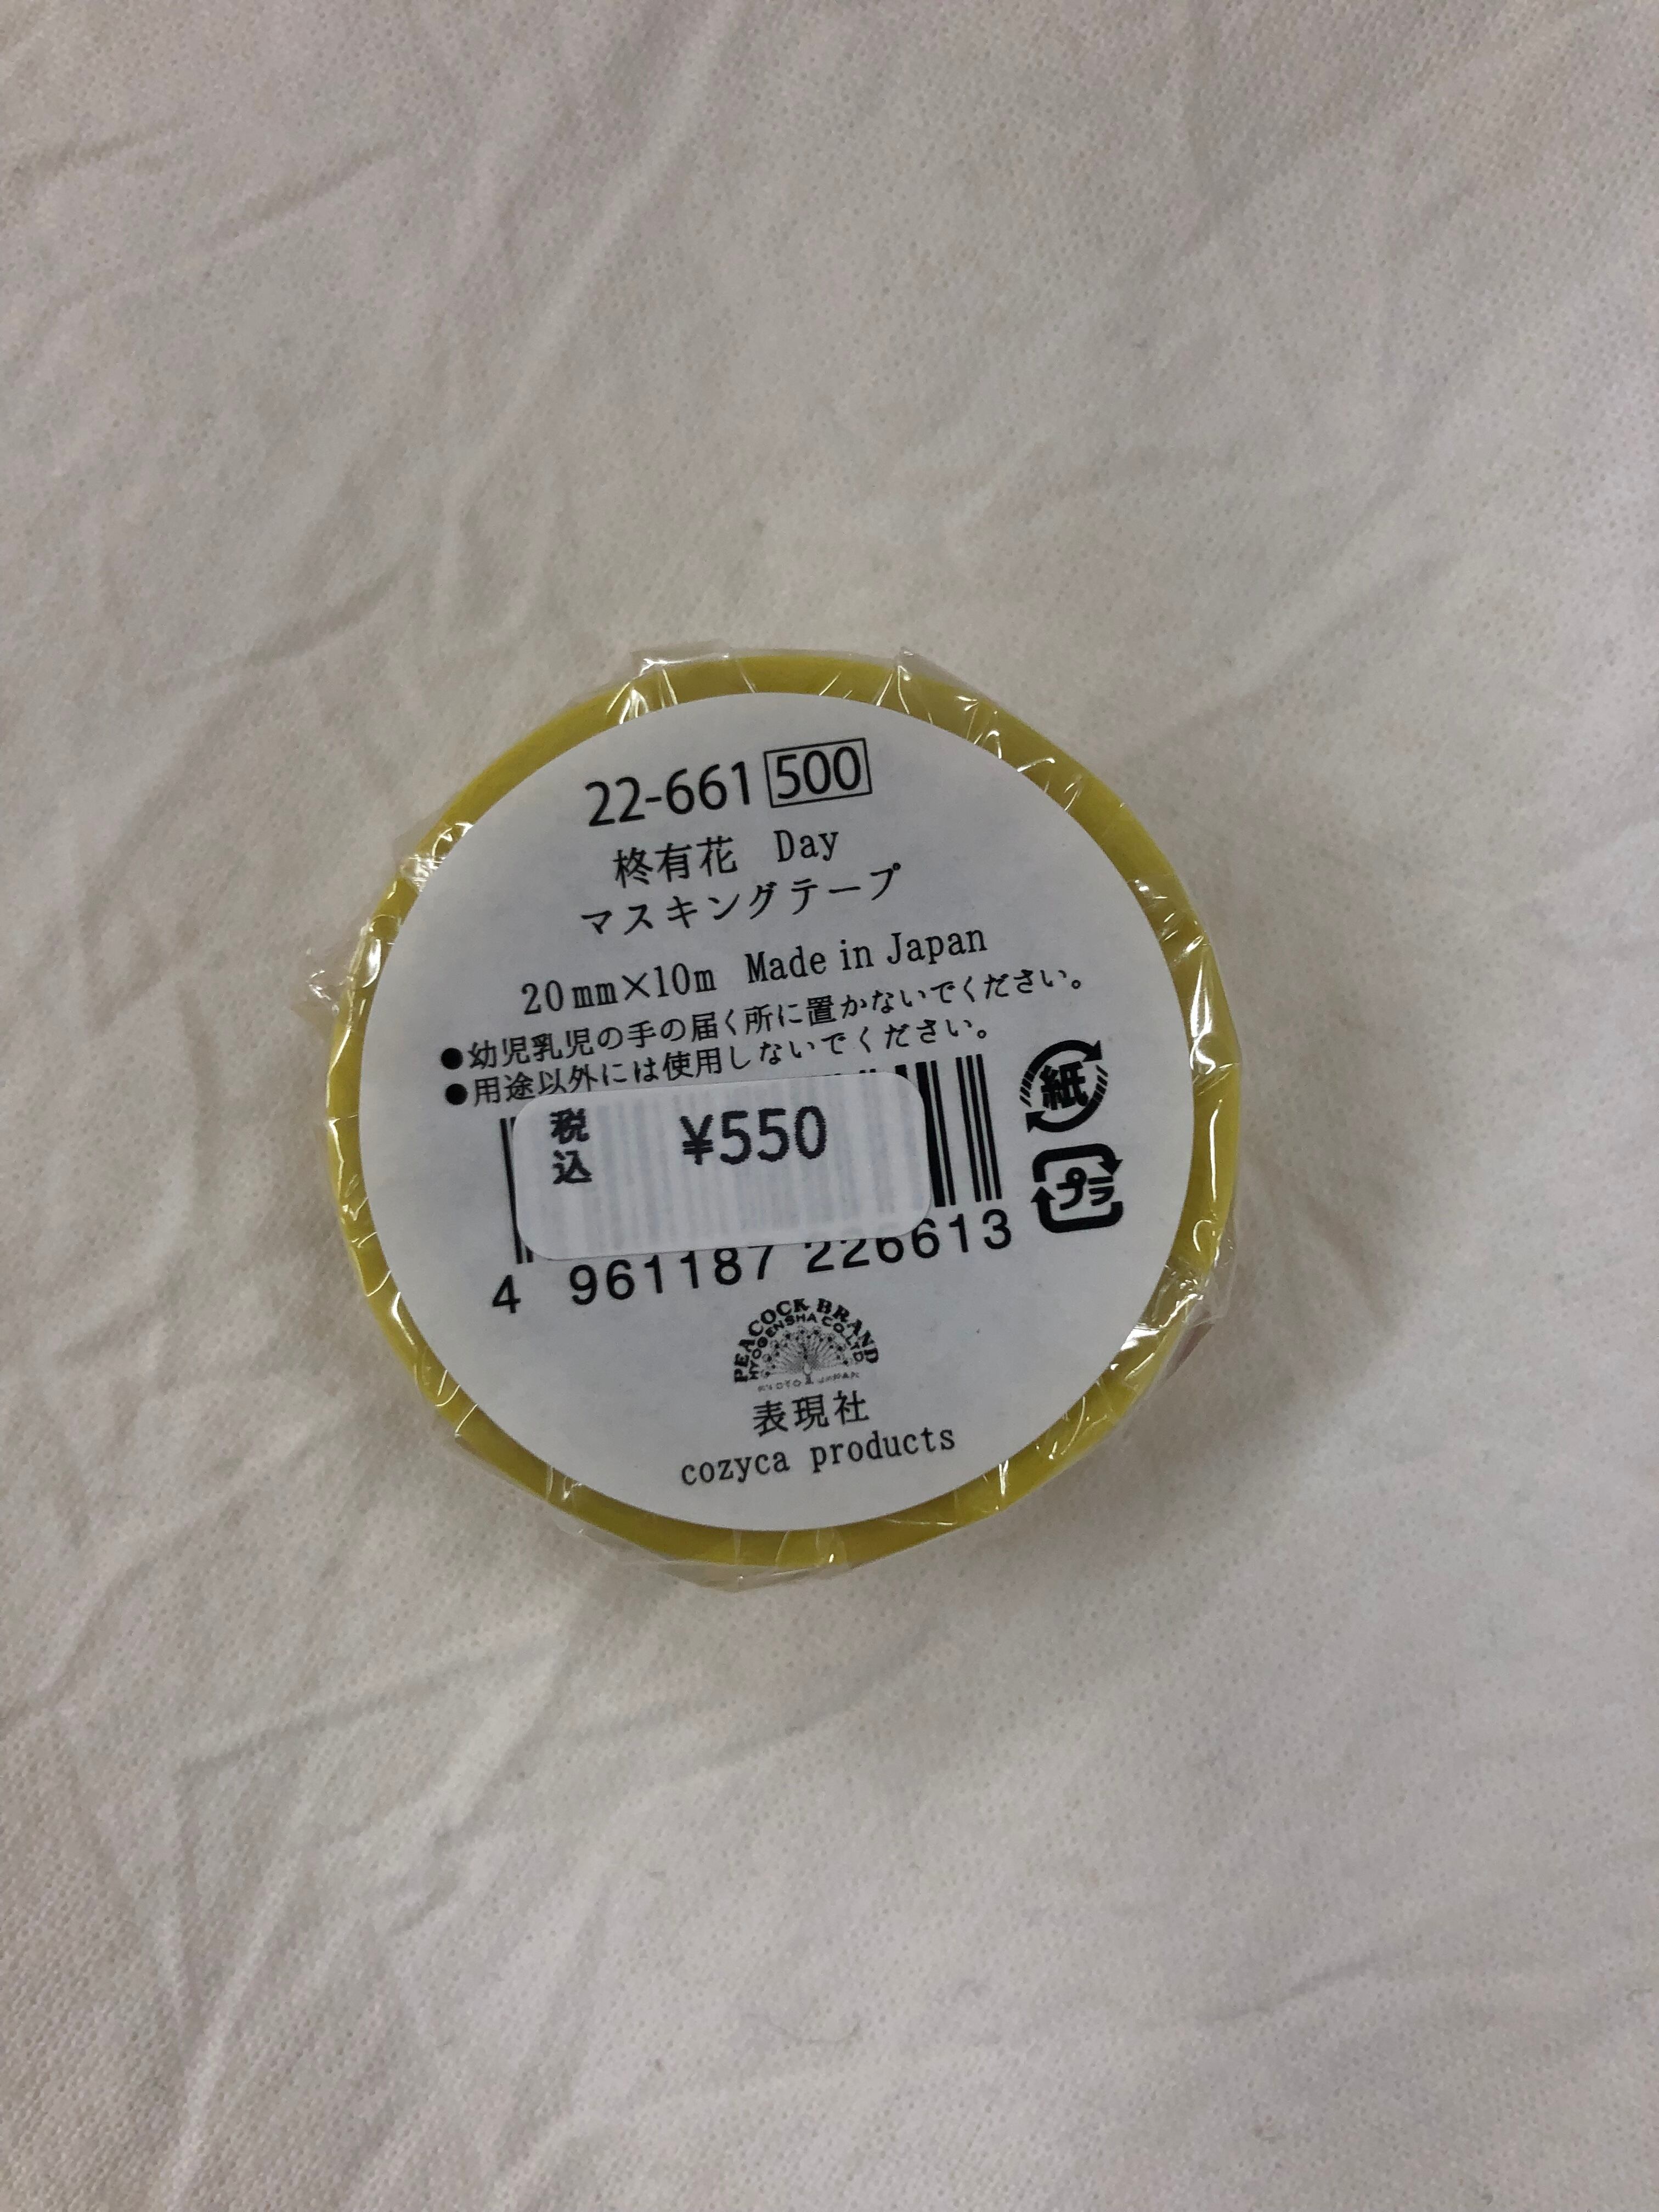 22-661 500
柊有花 Day
マスキングテープ
20mm×10m Made in Japan
●幼児乳児の手の届く所に置かないでください。
●用途以外には使用しないでください。
紙
税込 ¥550
プラ
4 961187 226613
PEACOCK BRAND
HYOGENSHA CO.,LTD
KYOTO JAPAN
表現社
cozyca products